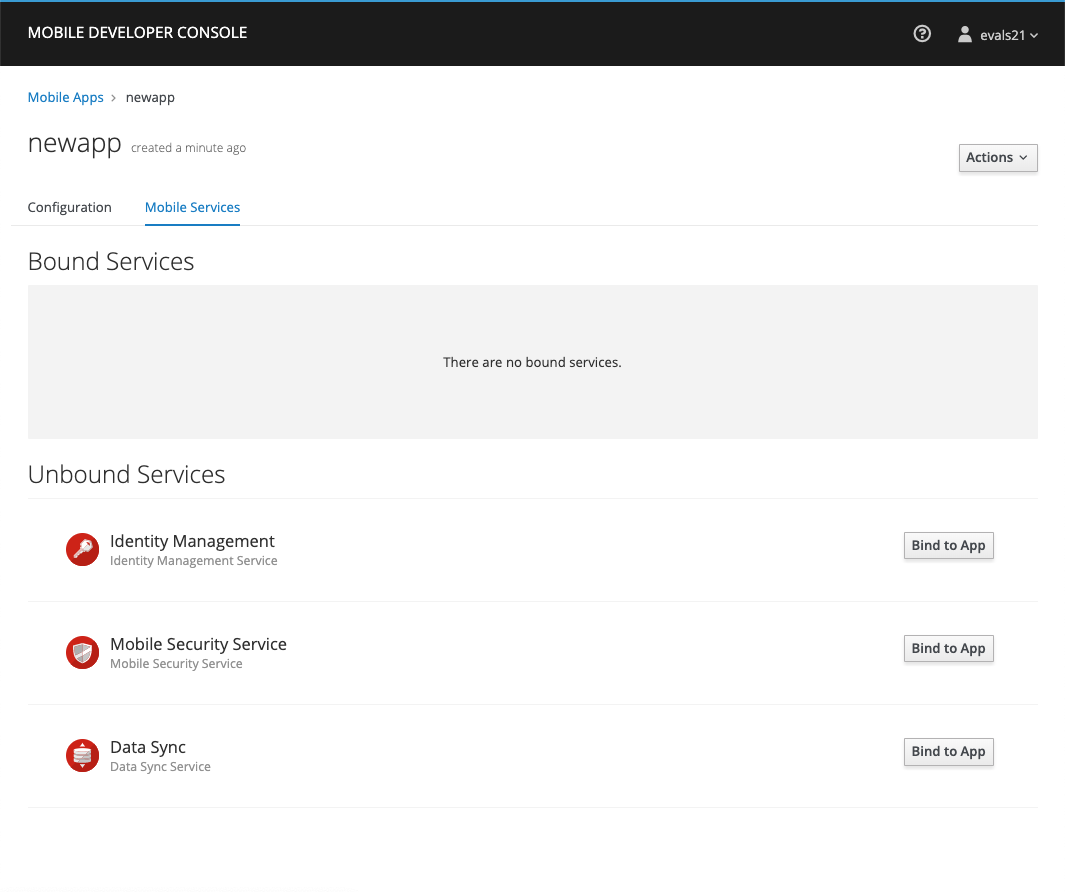 MOBILE DEVELOPER CONSOLE
evals21
Mobile Apps > newapp
newapp created a minute ago
Actions
Configuration Mobile Services
Bound Services
There are no bound services.
Unbound Services
Identity Management
Identity Management Service
Bind to App
Mobile Security Service
Mobile Security Service
Bind to App
Data Sync
Data Sync Service
Bind to App